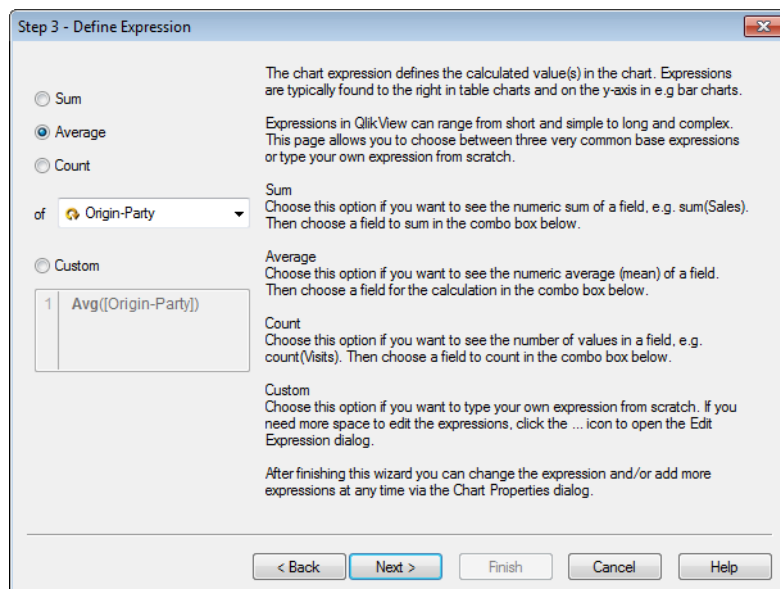 Step 3 - Define Expression
Sum
Average
Count
of Origin-Party
Custom
1 Avg([Origin-Party])
The chart expression defines the calculated value(s) in the chart. Expressions
are typically found to the right in table charts and on the y-axis in e.g bar charts.
Expressions in QlikView can range from short and simple to long and complex.
This page allows you to choose between three very common base expressions
or type your own expression from scratch.
Sum
Choose this option if you want to see the numeric sum of a field, e.g. sum(Sales).
Then choose a field to sum in the combo box below.
Average
Choose this option if you want to see the numeric average (mean) of a field.
Then choose a field for the calculation in the combo box below.
Count
Choose this option if you want to see the number of values in a field, e.g.
count(Visits). Then choose a field to count in the combo box below.
Custom
Choose this option if you want to type your own expression from scratch. If you
need more space to edit the expressions, click the ... icon to open the Edit
Expression dialog.
After finishing this wizard you can change the expression and/or add more
expressions at any time via the Chart Properties dialog.
< Back Next > Finish Cancel Help